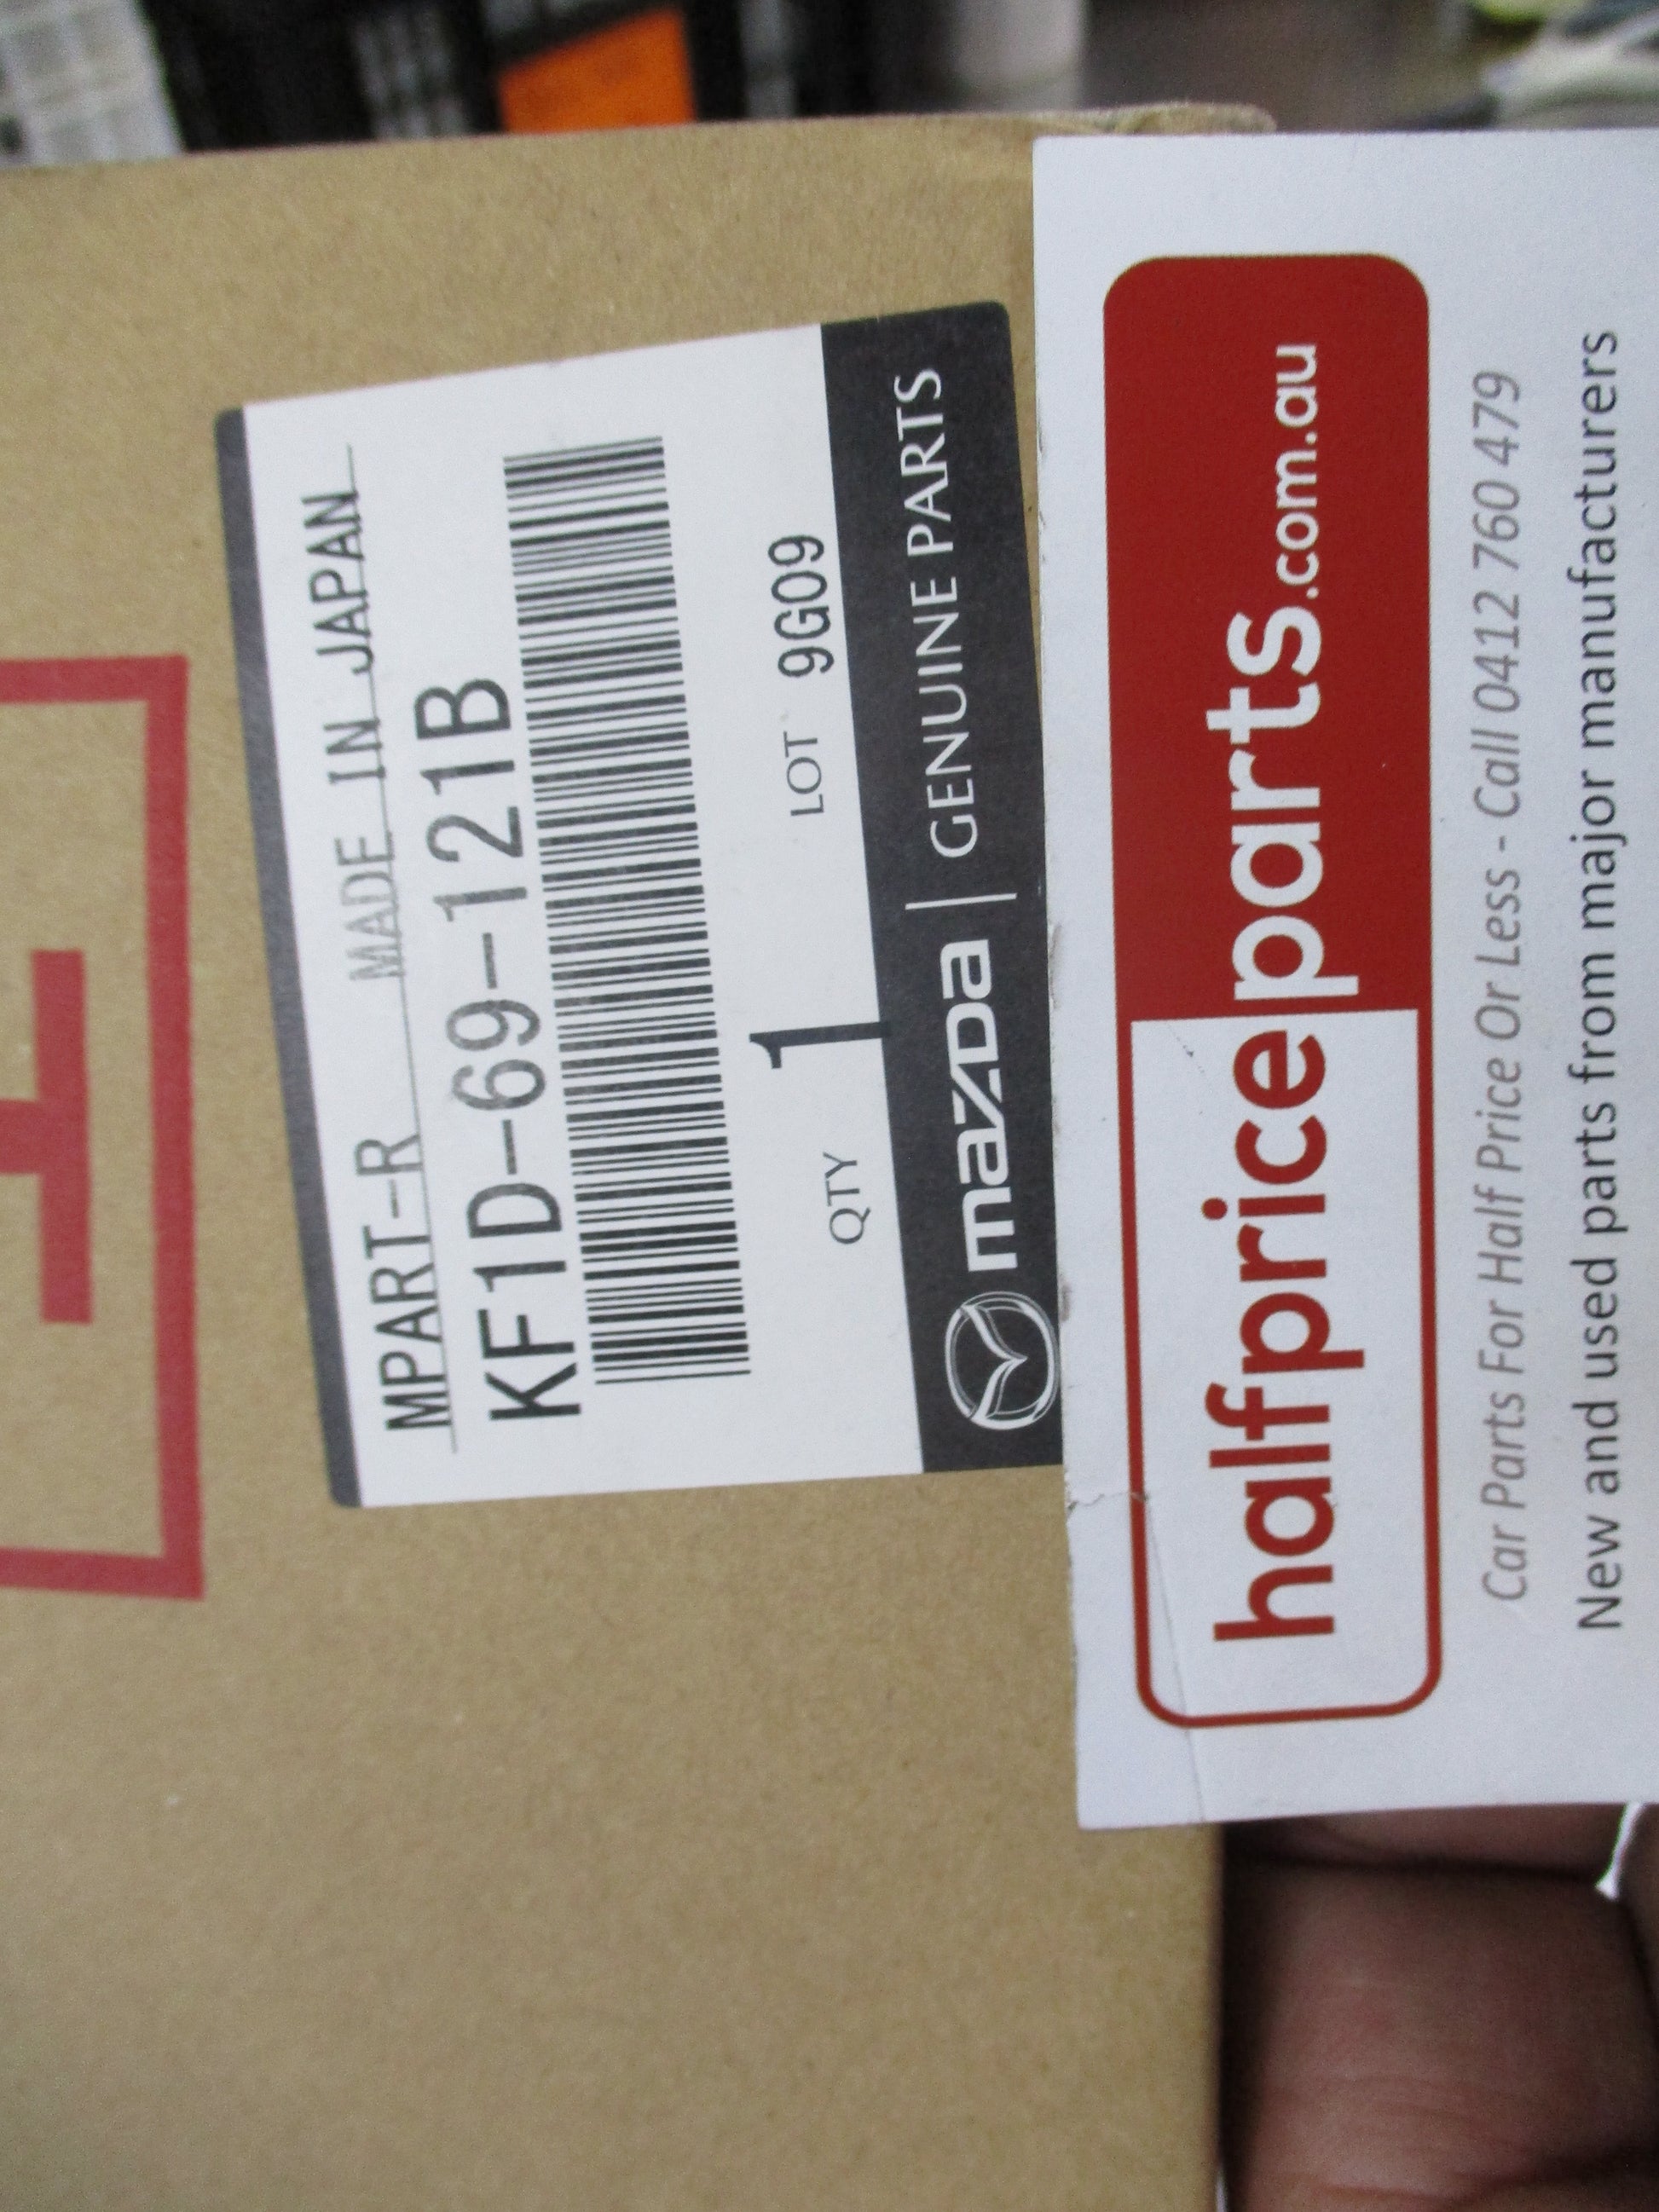 MPART-R MADE IN JAPAN
KF1D-69-121B
QTY 1 LOT 9G09
mazda | GENUINE PARTS
halfpriceparts.com.au
Car Parts For Half Price Or Less - Call 0412 760 479
New and used parts from major manufacturers